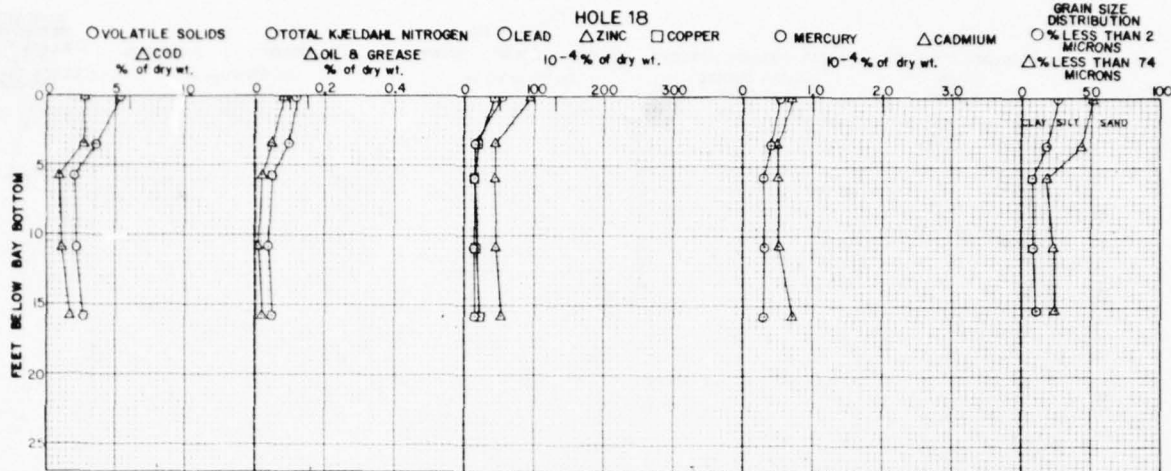 HOLE 18
○ VOLATILE SOLIDS
△ COD
% of dry wt.
○ TOTAL KJELDAHL NITROGEN
△ OIL & GREASE
% of dry wt.
○ LEAD △ ZINC □ COPPER
10-4 % of dry wt.
○ MERCURY △ CADMIUM
10-4 % of dry wt.
GRAIN SIZE
DISTRIBUTION
○ % LESS THAN 2
MICRONS
△ % LESS THAN 74
MICRONS
0 5 10 0 0.2 0.4 0 100 200 300 0 1.0 2.0 3.0 0 50 100
CLAY SILT SAND
FEET BELOW BAY BOTTOM
0
5
10
15
20
25